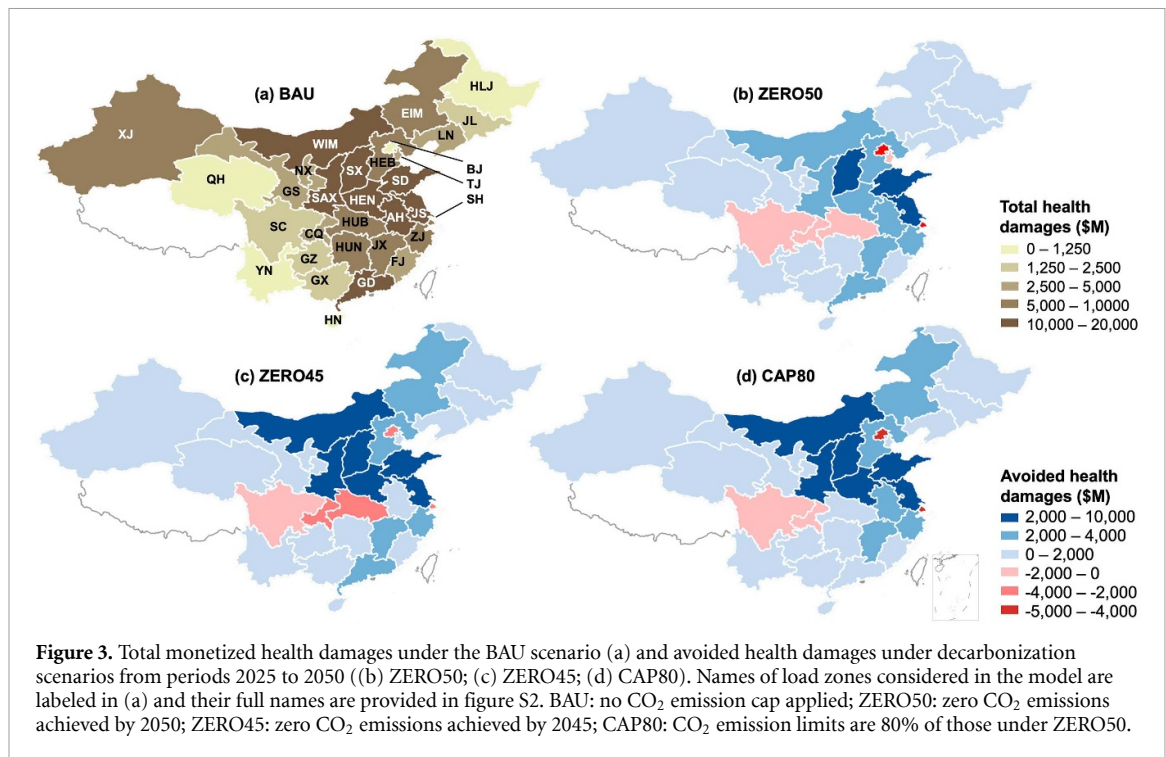 (a) BAU
HLJ
EIM
JL
XJ
LN
WIM
BJ
NX
SX
HEB
TJ
QH
GS
SD
SH
SAX
HEN
AH
JS
SC
CQ
HUB
ZJ
HUN
JX
GZ
FJ
YN
GX
GD
HN
(b) ZERO50
Total health
damages ($M)
0 – 1,250
1,250 – 2,500
2,500 – 5,000
5,000 – 1,0000
10,000 – 20,000
(c) ZERO45
(d) CAP80
Avoided health
damages ($M)
2,000 – 10,000
2,000 – 4,000
0 – 2,000
-2,000 – 0
-4,000 – -2,000
-5,000 – -4,000
Figure 3. Total monetized health damages under the BAU scenario (a) and avoided health damages under decarbonization
scenarios from periods 2025 to 2050 ((b) ZERO50; (c) ZERO45; (d) CAP80). Names of load zones considered in the model are
labeled in (a) and their full names are provided in figure S2. BAU: no CO₂ emission cap applied; ZERO50: zero CO₂ emissions
achieved by 2050; ZERO45: zero CO₂ emissions achieved by 2045; CAP80: CO₂ emission limits are 80% of those under ZERO50.